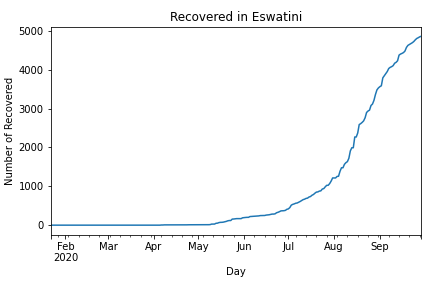 Recovered in Eswatini
Number of Recovered
5000
4000
3000
2000
1000
0
Feb Mar Apr May Jun Jul Aug Sep
2020
Day